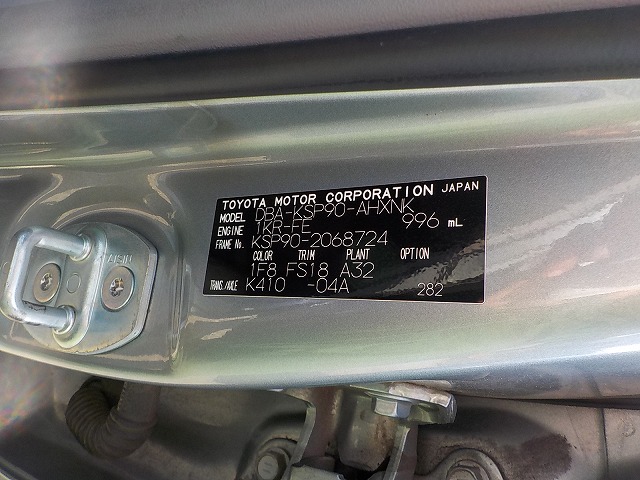 TOYOTA MOTOR CORPORATION JAPAN
MODEL DBA-KSP90-AHXNK
ENGINE 1KR-FE 996 mL
FRAME No. KSP90-2068724
COLOR TRIM PLANT OPTION
1F8 FS18 A32
TRANS./AXLE K410 -04A 282
AISIN